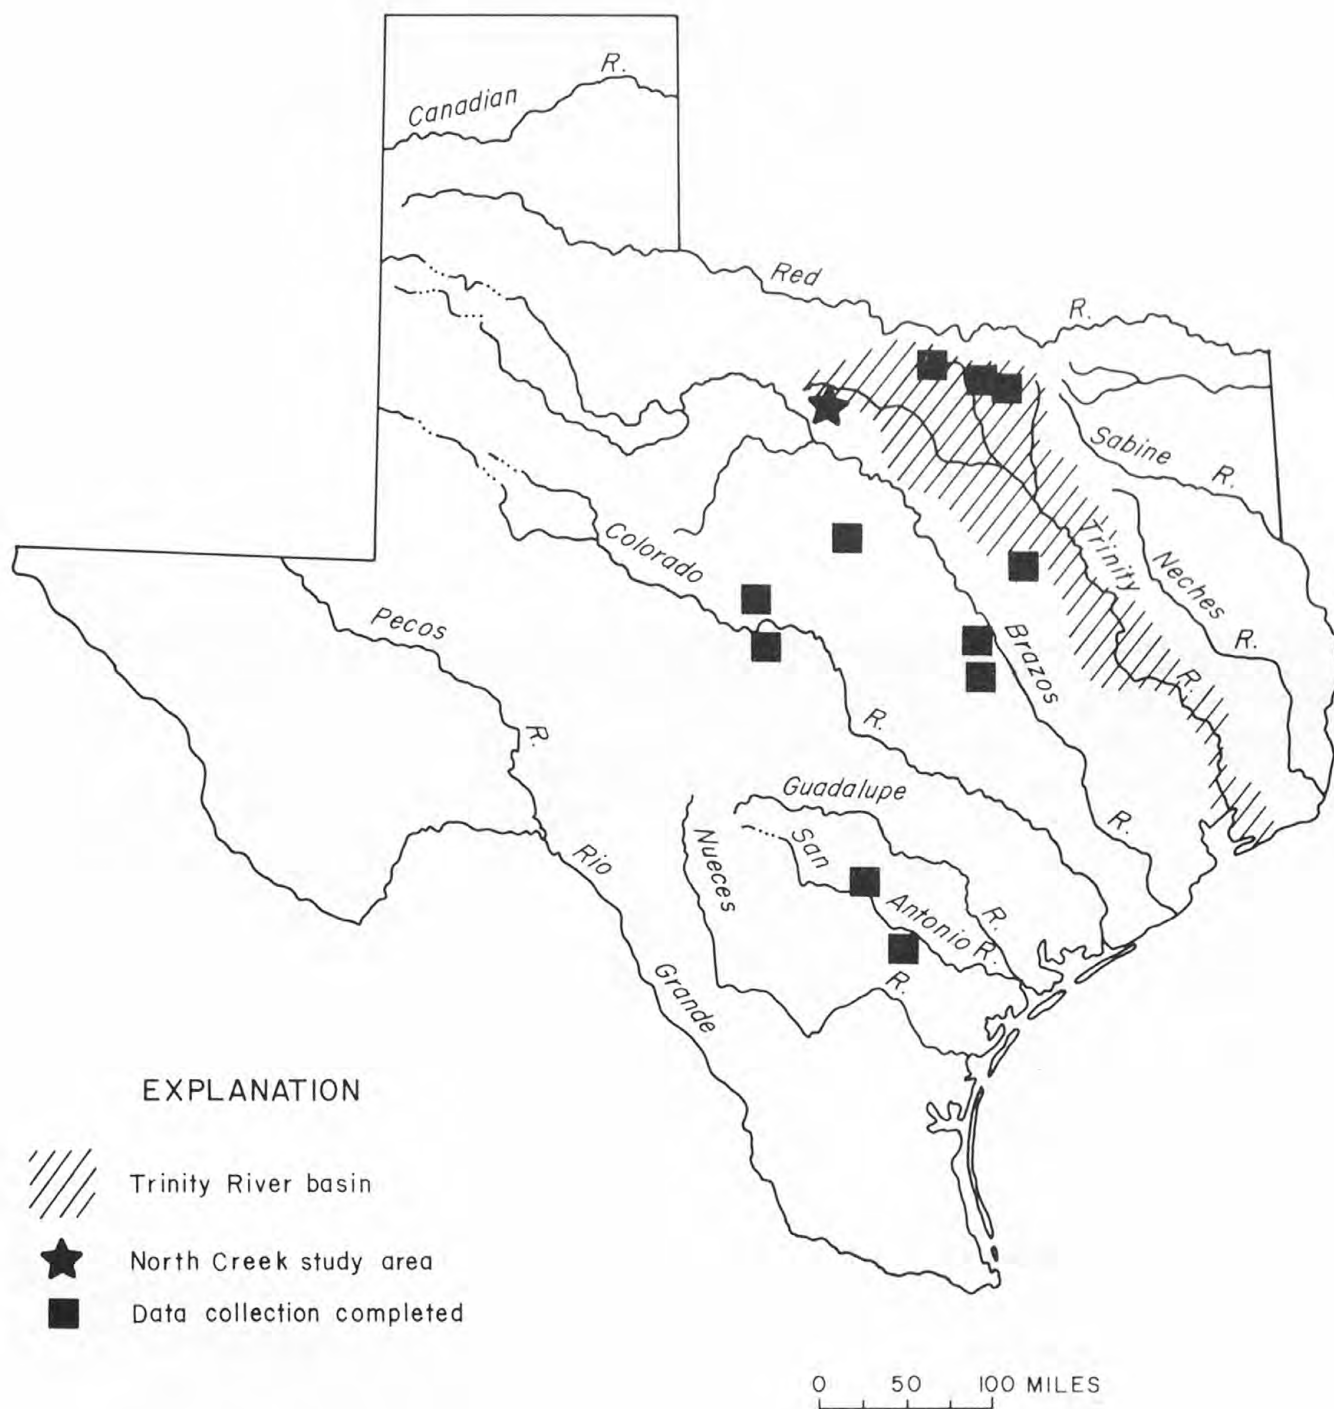 Canadian R.
Red R.
Sabine R.
Trinity R.
Neches R.
Colorado R.
Brazos R.
Pecos R.
Guadalupe R.
San Antonio R.
Nueces R.
Rio Grande
EXPLANATION
Trinity River basin
North Creek study area
Data collection completed
0 50 100 MILES